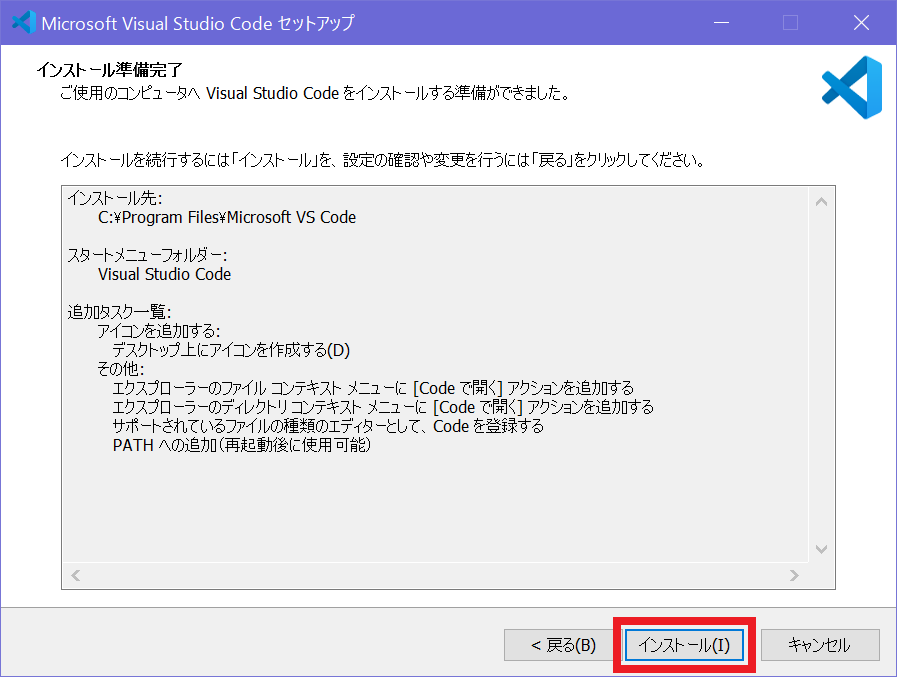 Microsoft Visual Studio Code セットアップ
インストール準備完了
ご使用のコンピュータへ Visual Studio Code をインストールする準備ができました。
インストールを続行するには「インストール」を、設定の確認や変更を行うには「戻る」をクリックしてください。
インストール先:
C:¥Program Files¥Microsoft VS Code
スタートメニューフォルダー:
Visual Studio Code
追加タスク一覧:
アイコンを追加する:
デスクトップ上にアイコンを作成する(D)
その他:
エクスプローラーのファイル コンテキスト メニューに [Code で開く] アクションを追加する
エクスプローラーのディレクトリ コンテキスト メニューに [Code で開く] アクションを追加する
サポートされているファイルの種類のエディターとして、Code を登録する
PATH への追加（再起動後に使用可能）
< 戻る(B)
インストール(I)
キャンセル